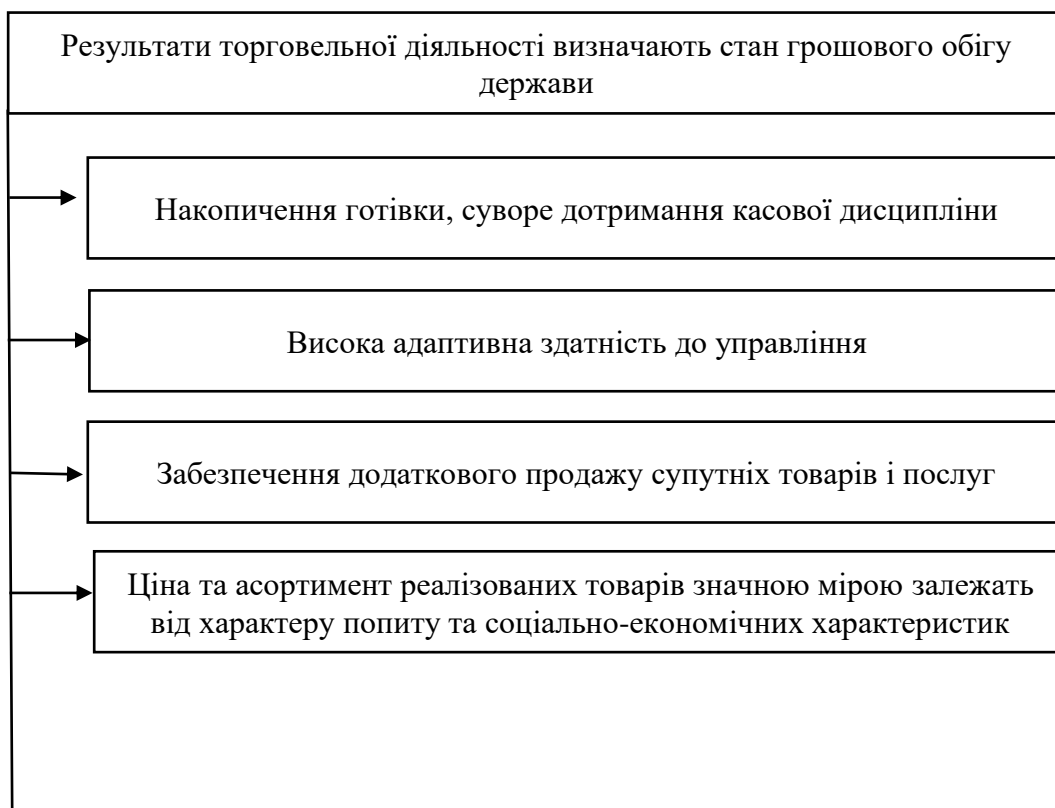 Результати торговельної діяльності визначають стан грошового обігу
держави
Накопичення готівки, суворе дотримання касової дисципліни
Висока адаптивна здатність до управління
Забезпечення додаткового продажу супутніх товарів і послуг
Ціна та асортимент реалізованих товарів значною мірою залежать
від характеру попиту та соціально-економічних характеристик